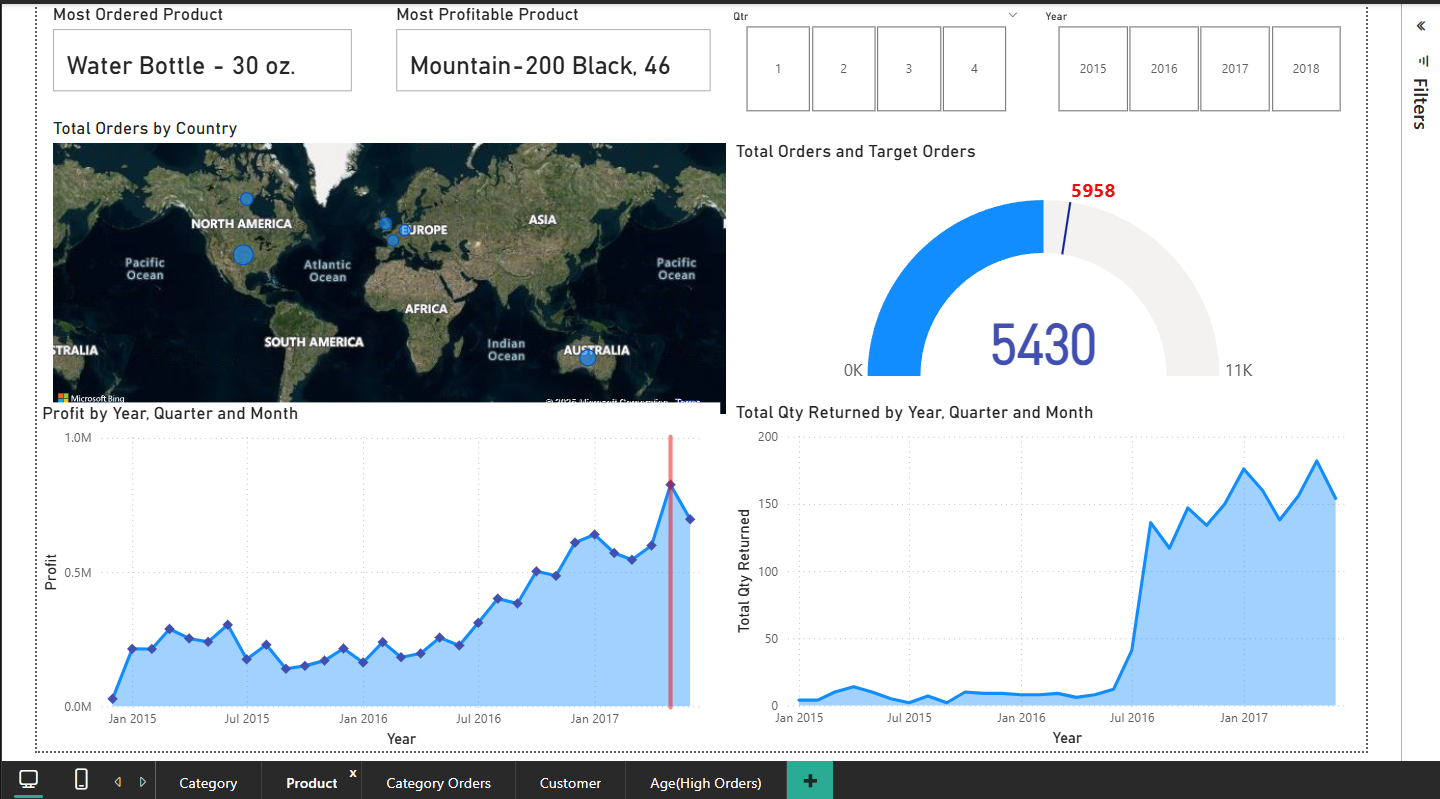 Most Ordered Product
Water Bottle - 30 oz.
Most Profitable Product
Mountain-200 Black, 46
Qtr
1 2 3 4
Year
2015 2016 2017 2018
Filters
Total Orders by Country
NORTH AMERICA
EUROPE
ASIA
Pacific
Ocean
Atlantic
Ocean
Pacific
Ocean
AFRICA
SOUTH AMERICA
Indian
Ocean
STRALIA
AUSTRALIA
Microsoft Bing
Total Orders and Target Orders
5958
5430
0K
11K
Profit by Year, Quarter and Month
1.0M
0.5M
0.0M
Profit
Jan 2015 Jul 2015 Jan 2016 Jul 2016 Jan 2017
Year
Total Qty Returned by Year, Quarter and Month
200
150
100
50
0
Total Qty Returned
Jan 2015 Jul 2015 Jan 2016 Jul 2016 Jan 2017
Year
Category
Product x
Category Orders
Customer
Age(High Orders)
+